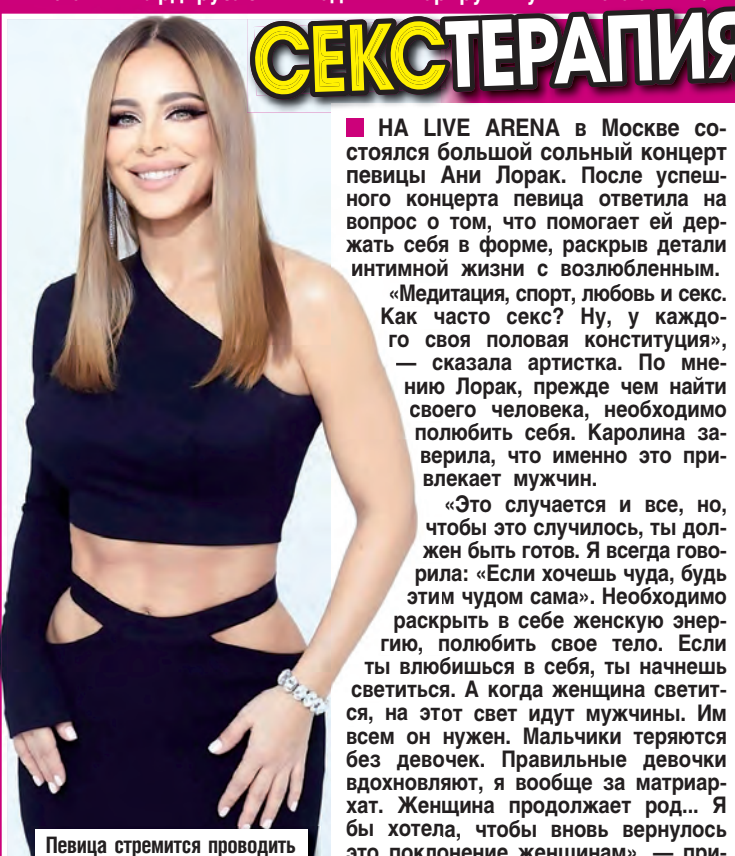 СЕКСТЕРАПИЯ
НА LIVE ARENA в Москве со-
стоялся большой сольный концерт
певицы Ани Лорак. После успеш-
ного концерта певица ответила на
вопрос о том, что помогает ей дер-
жать себя в форме, раскрыв детали
интимной жизни с возлюбленным.
«Медитация, спорт, любовь и секс.
Как часто секс? Ну, у каждо-
го своя половая конституция»,
— сказала артистка. По мне-
нию Лорак, прежде чем найти
своего человека, необходимо
полюбить себя. Каролина за-
верила, что именно это при-
влекает мужчин.
«Это случается и все, но,
чтобы это случилось, ты дол-
жен быть готов. Я всегда гово-
рила: «Если хочешь чуда, будь
этим чудом сама». Необходимо
раскрыть в себе женскую энер-
гию, полюбить свое тело. Если
ты влюбишься в себя, ты начнешь
светиться. А когда женщина светит-
ся, на этот свет идут мужчины. Им
всем он нужен. Мальчики теряются
без девочек. Правильные девочки
вдохновляют, я вообще за матриар-
хат. Женщина продолжает род... Я
бы хотела, чтобы вновь вернулось
это поклонение женщинам», — при-
Певица стремится проводить